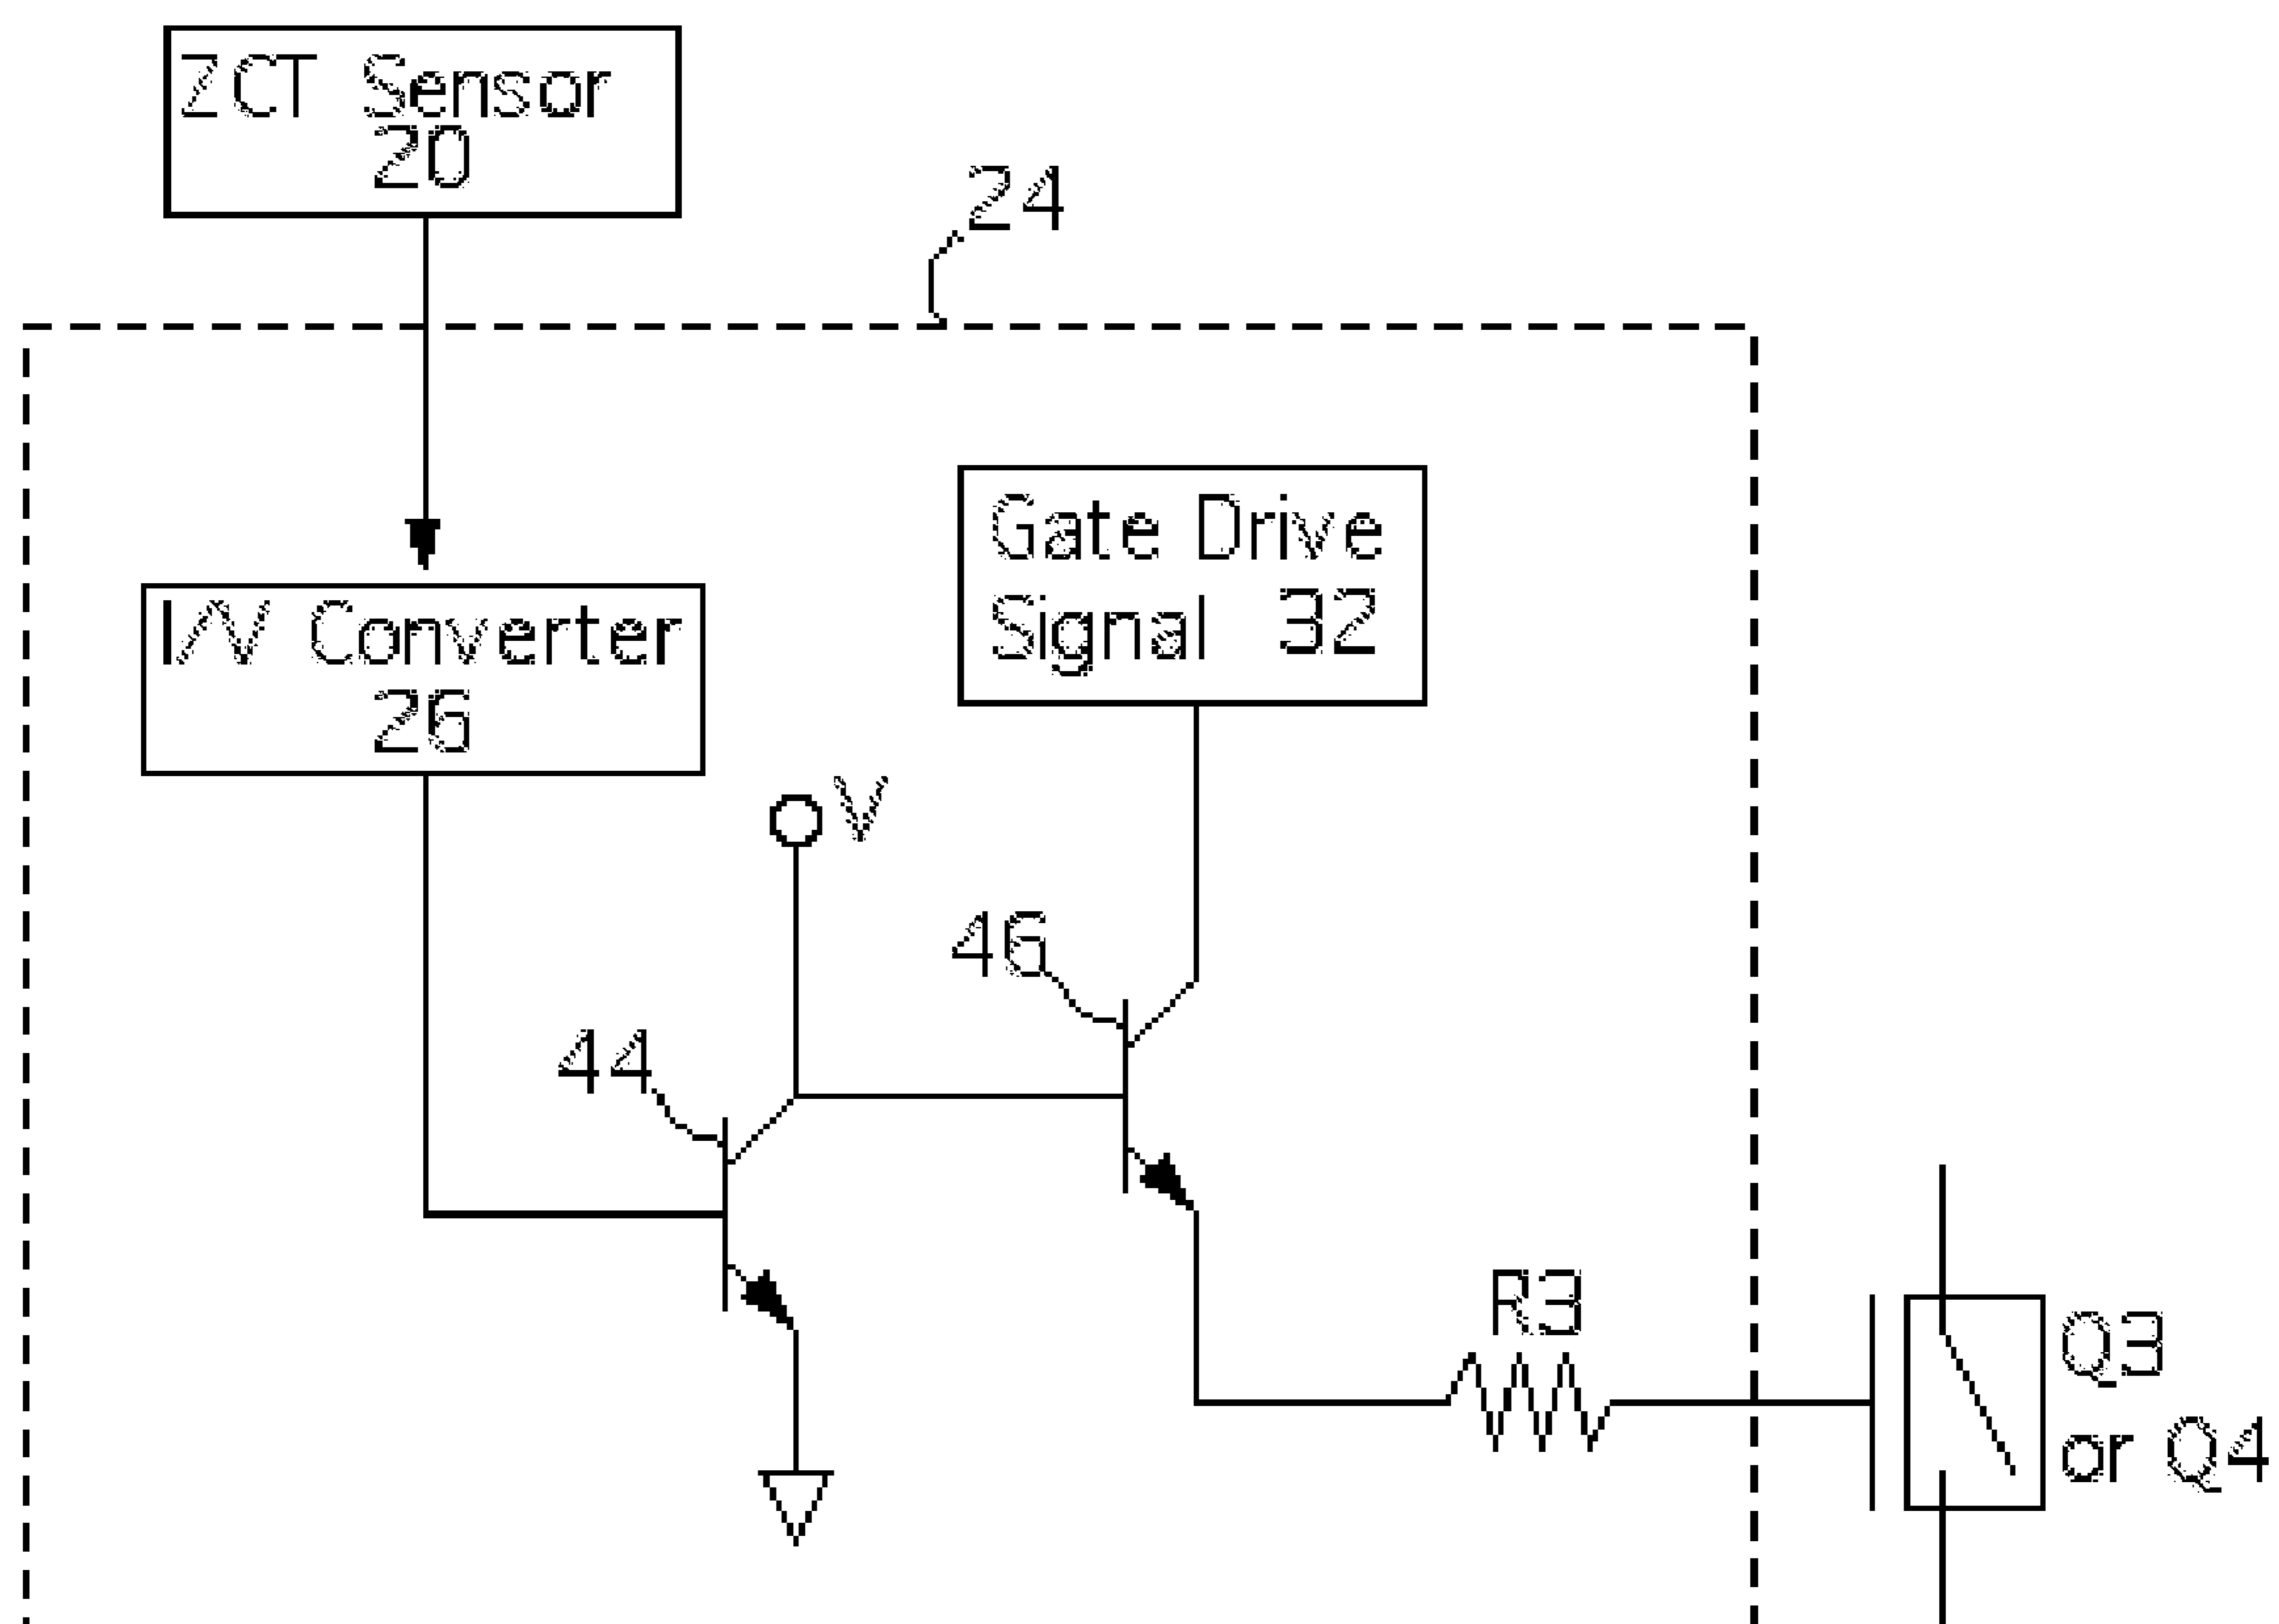 ZCT Sensor
20
24
Gate Drive
Signal 32
I/V Converter
26
V
46
44
R3
Q3
or Q4